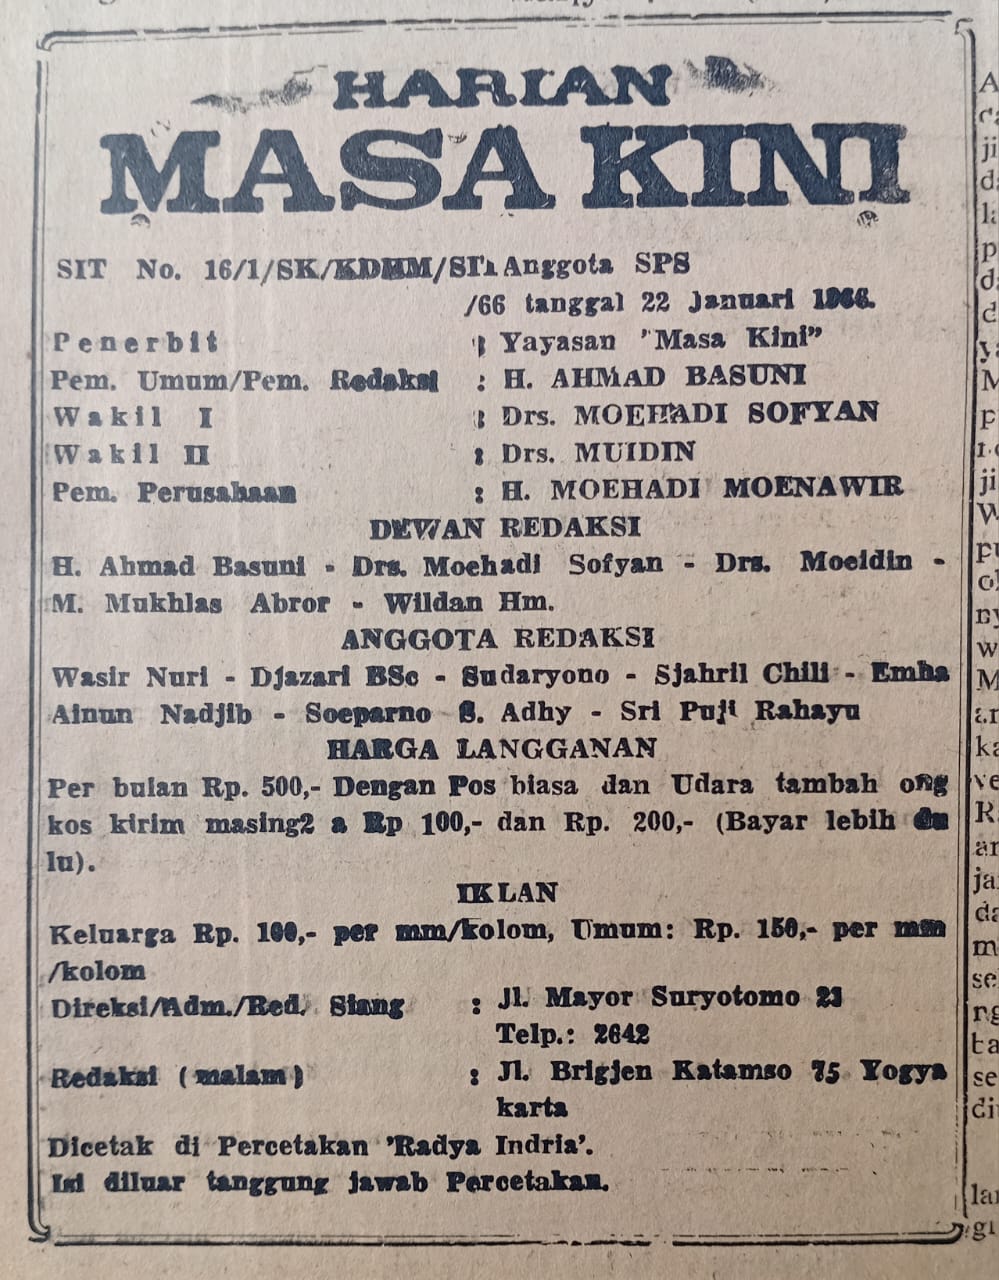 HARIAN
MASA KINI
SIT No. 16/1/SK/KDHM/SIT Anggota SPS
/66 tanggal 22 Januari 1966.
Penerbit : Yayasan "Masa Kini"
Pem. Umum/Pem. Redaksi : H. AHMAD BASUNI
Wakil I : Drs. MOEHADI SOFYAN
Wakil II : Drs. MUIDIN
Pem. Perusahaan : H. MOEHADI MOENAWIR
DEWAN REDAKSI
H. Ahmad Basuni - Drs. Moehadi Sofyan - Drs. Moeidin -
M. Mukhlas Abror - Wildan Hm.
ANGGOTA REDAKSI
Wasir Nuri - Djazari BSc - Sudaryono - Sjahril Chili - Emha
Ainun Nadjib - Soeparno S. Adhy - Sri Puji Rahayu
HARGA LANGGANAN
Per bulan Rp. 500,- Dengan Pos biasa dan Udara tambah ong
kos kirim masing2 a Rp 100,- dan Rp. 200,- (Bayar lebih du
lu).
IKLAN
Keluarga Rp. 100,- per mm/kolom, Umum: Rp. 150,- per mm
/kolom
Direksi/Adm./Red. Siang : Jl. Mayor Suryotomo 23
Telp.: 2642
Redaksi (malam) : Jl. Brigjen Katamso 75 Yogya
karta
Dicetak di Percetakan 'Radya Indria'.
Isi diluar tanggung jawab Percetakan.